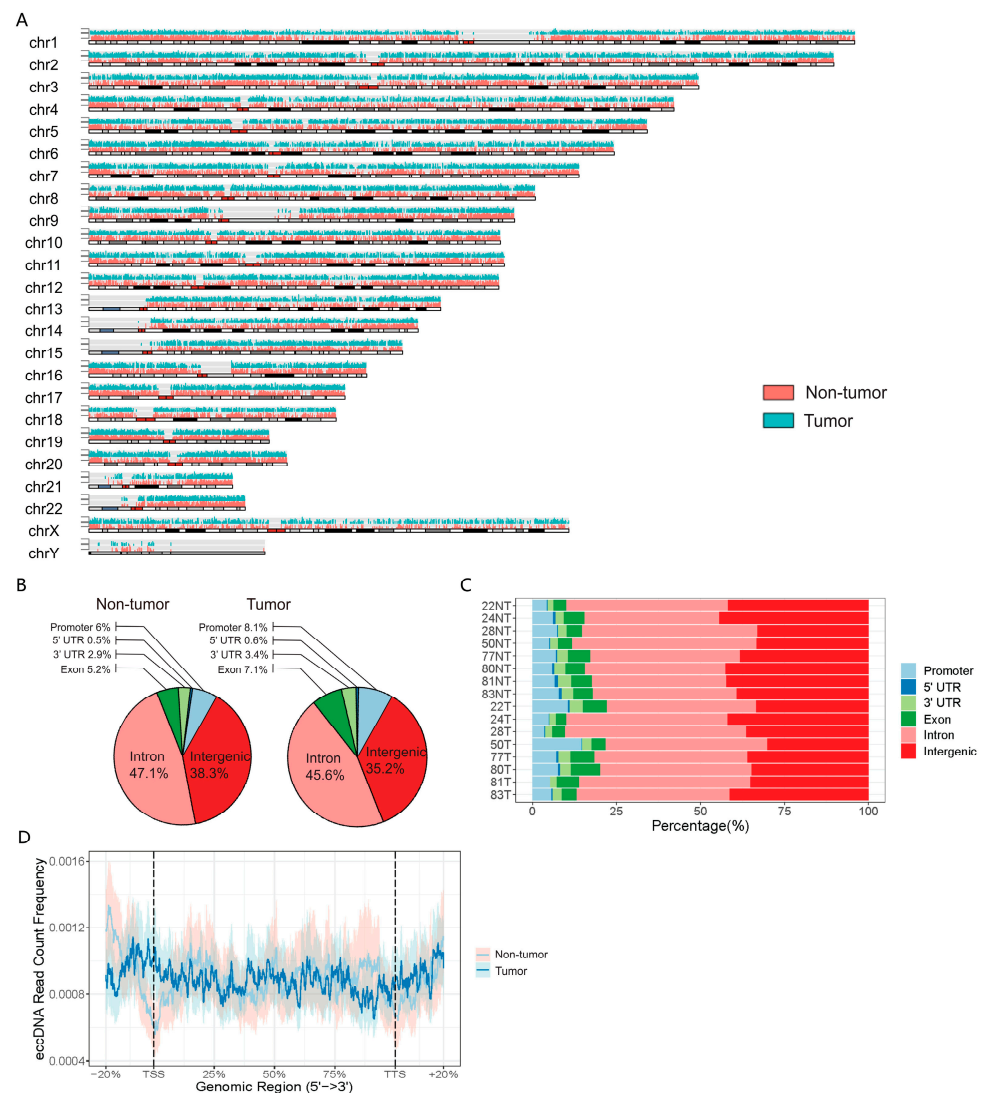 A
chr1
chr2
chr3
chr4
chr5
chr6
chr7
chr8
chr9
chr10
chr11
chr12
chr13
chr14
chr15
chr16
chr17
chr18
chr19
chr20
chr21
chr22
chrX
chrY
Non-tumor
Tumor
B
Non-tumor
Promoter 6%
5' UTR 0.5%
3' UTR 2.9%
Exon 5.2%
Intron
47.1%
Intergenic
38.3%
Tumor
Promoter 8.1%
5' UTR 0.6%
3' UTR 3.4%
Exon 7.1%
Intron
45.6%
Intergenic
35.2%
C
22NT
24NT
28NT
50NT
77NT
80NT
81NT
83NT
22T
24T
28T
50T
77T
80T
81T
83T
0 25 50 75 100
Percentage(%)
Promoter
5' UTR
3' UTR
Exon
Intron
Intergenic
D
eccDNA Read Count Frequency
0.0016
0.0012
0.0008
0.0004
−20% TSS 25% 50% 75% TTS +20%
Genomic Region (5'−>3')
Non-tumor
Tumor